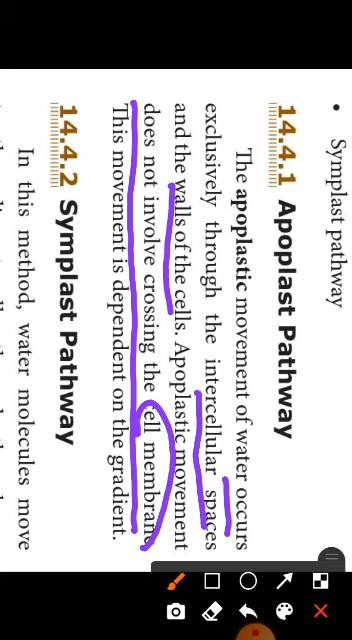 • Symplast pathway
14.4.1 Apoplast Pathway
The apoplastic movement of water occurs
exclusively through the intercellular spaces
and the walls of the cells. Apoplastic movement
does not involve crossing the cell membrane.
This movement is dependent on the gradient.
14.4.2 Symplast Pathway
In this method, water molecules move